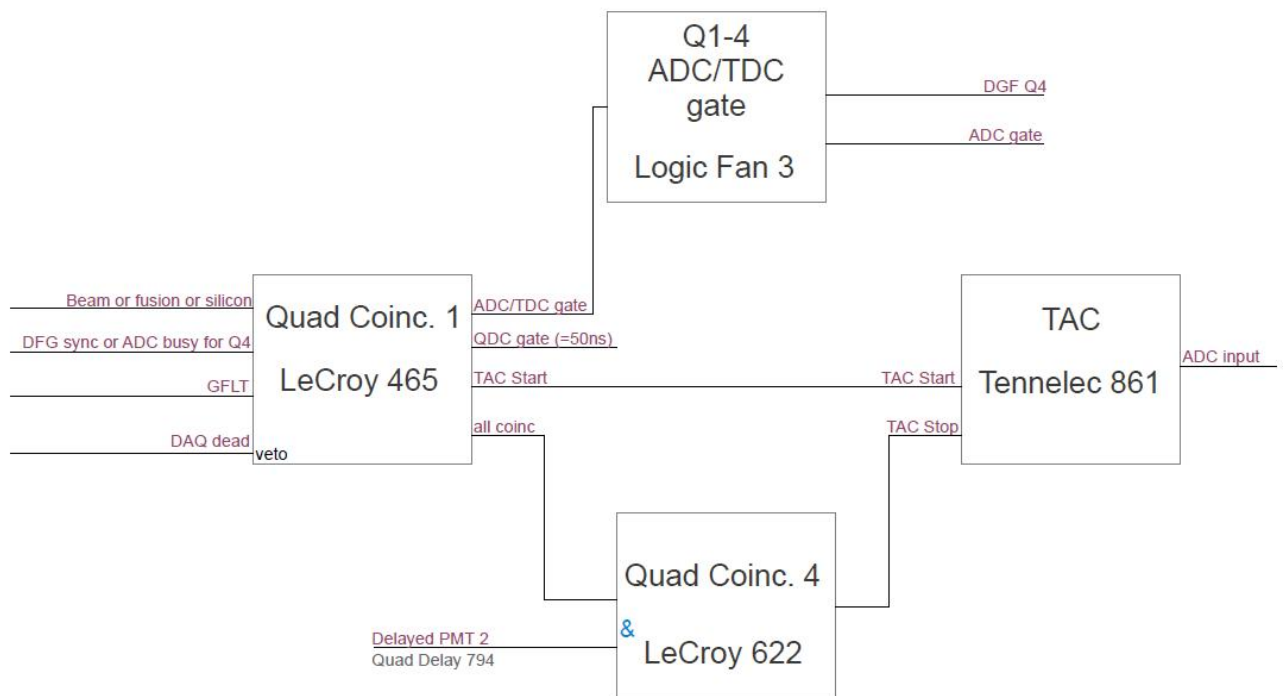 Q1-4
ADC/TDC
gate
Logic Fan 3
DGF Q4
ADC gate
Beam or fusion or silicon
DFG sync or ADC busy for Q4
GFLT
DAQ dead
veto
Quad Coinc. 1
LeCroy 465
ADC/TDC gate
QDC gate (=50ns)
TAC Start
all coinc
TAC Start
TAC Stop
TAC
Tennelec 861
ADC input
Quad Coinc. 4
&
LeCroy 622
Delayed PMT 2
Quad Delay 794